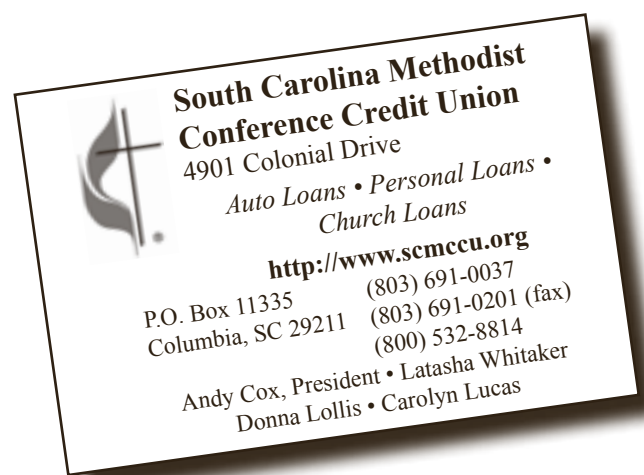 South Carolina Methodist
Conference Credit Union
4901 Colonial Drive
Auto Loans • Personal Loans •
Church Loans
http://www.scmccu.org
P.O. Box 11335
Columbia, SC 29211
(803) 691-0037
(803) 691-0201 (fax)
(800) 532-8814
Andy Cox, President • Latasha Whitaker
Donna Lollis • Carolyn Lucas